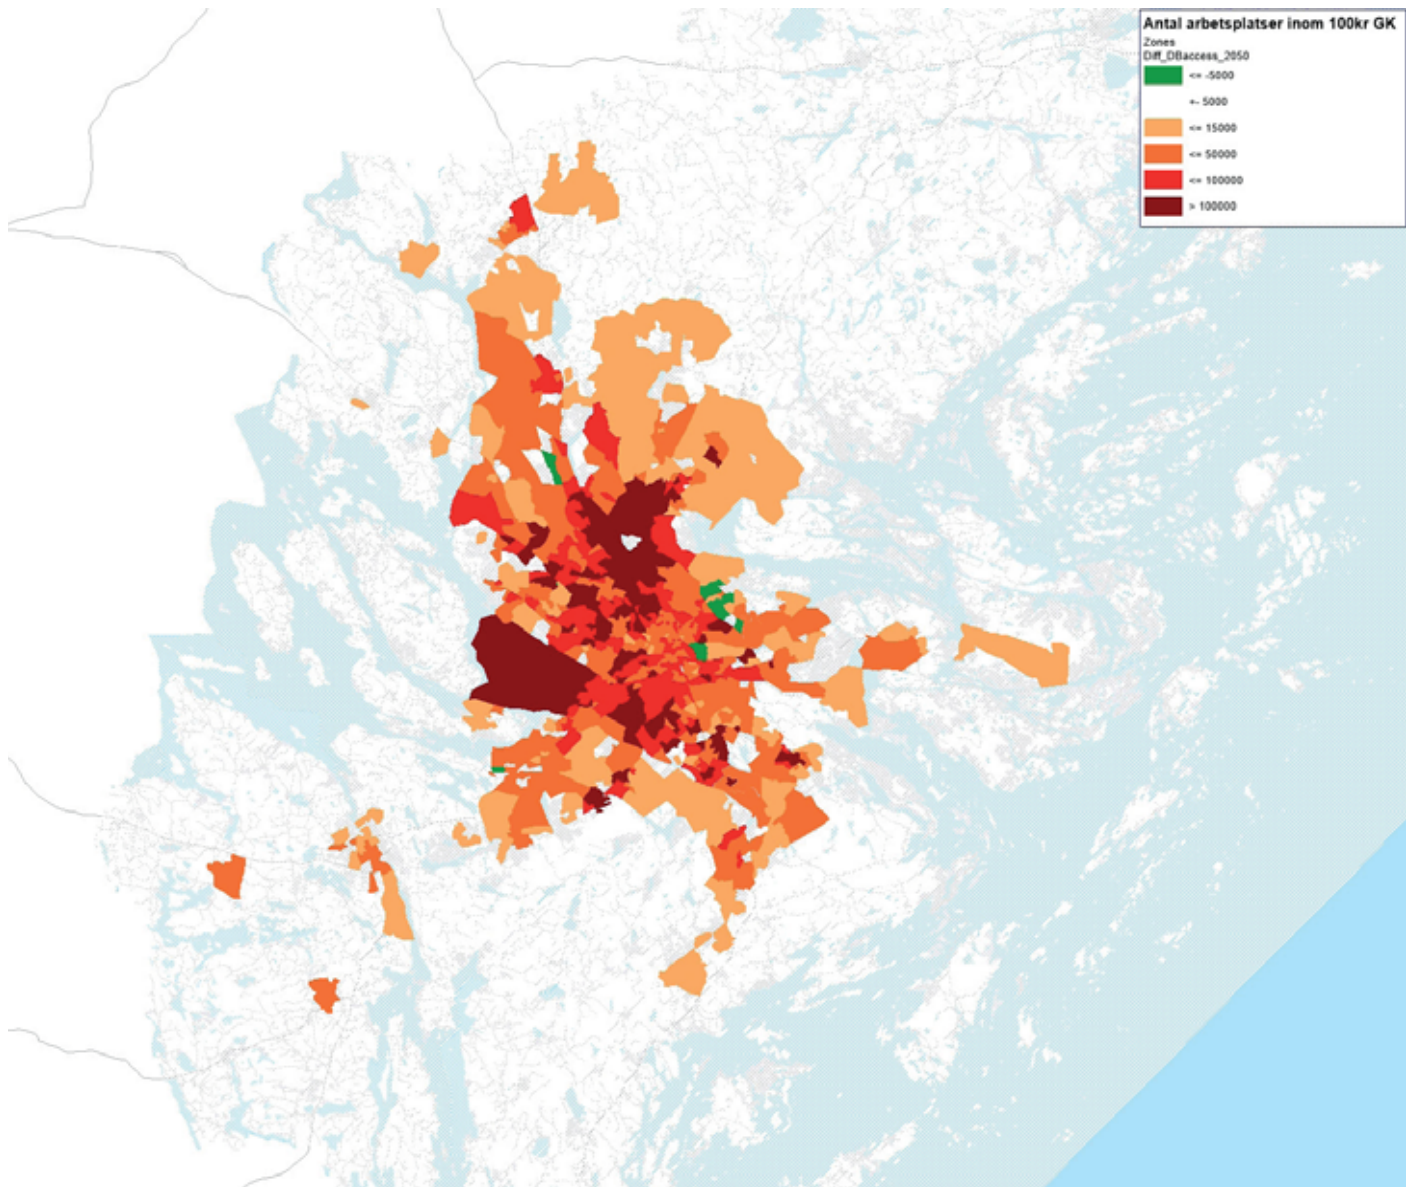 Antal arbetsplatser inom 100kr GK
Zones
Diff_DBaccess_2050
<= -5000
+- 5000
<= 15000
<= 50000
<= 100000
> 100000